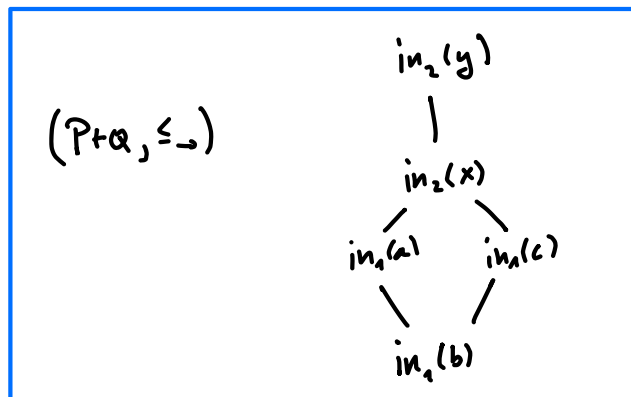 in₂(y)
(P+Q, ≤→)
in₂(x)
in₁(a) in₁(c)
in₁(b)